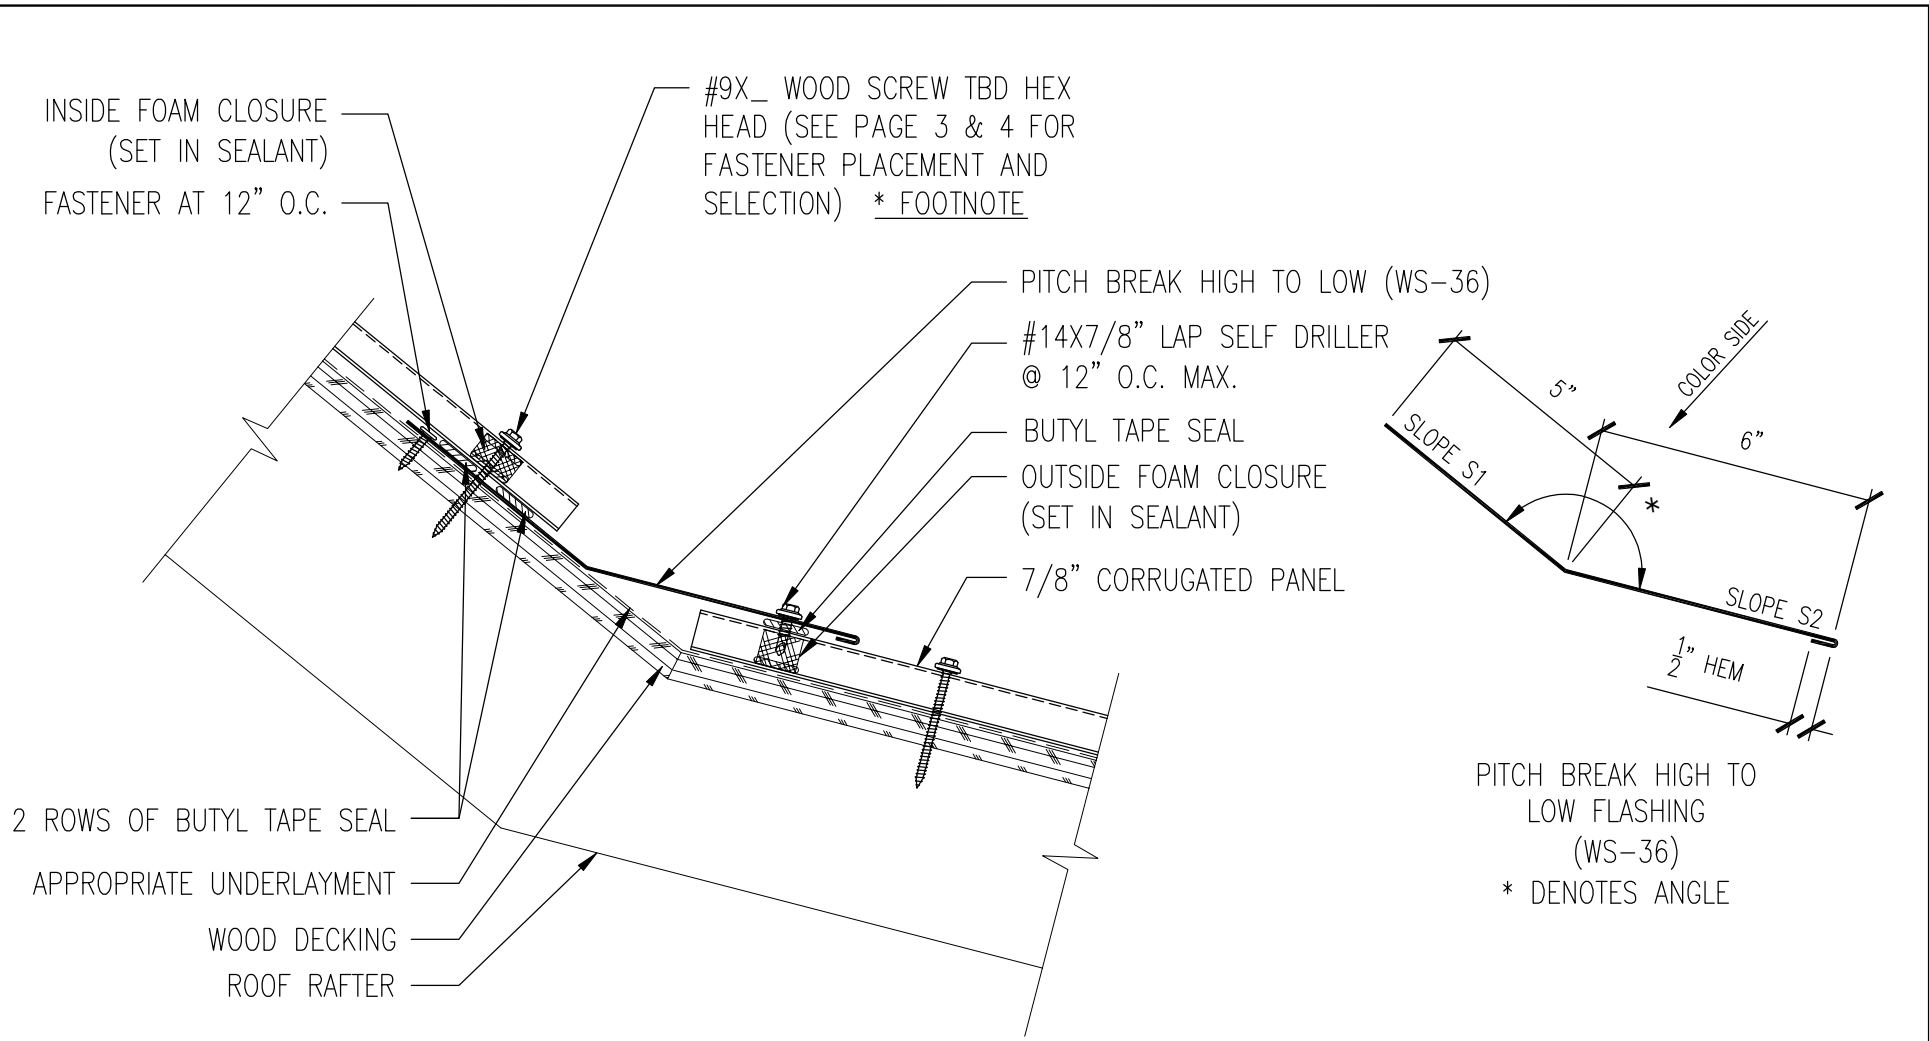 INSIDE FOAM CLOSURE
(SET IN SEALANT)
FASTENER AT 12” O.C.
#9X_ WOOD SCREW TBD HEX
HEAD (SEE PAGE 3 & 4 FOR
FASTENER PLACEMENT AND
SELECTION) * FOOTNOTE
PITCH BREAK HIGH TO LOW (WS-36)
#14X7/8” LAP SELF DRILLER
@ 12” O.C. MAX.
BUTYL TAPE SEAL
OUTSIDE FOAM CLOSURE
(SET IN SEALANT)
7/8” CORRUGATED PANEL
2 ROWS OF BUTYL TAPE SEAL
APPROPRIATE UNDERLAYMENT
WOOD DECKING
ROOF RAFTER
COLOR SIDE
5”
6”
SLOPE S1
*
SLOPE S2
1/2” HEM
PITCH BREAK HIGH TO
LOW FLASHING
(WS-36)
* DENOTES ANGLE